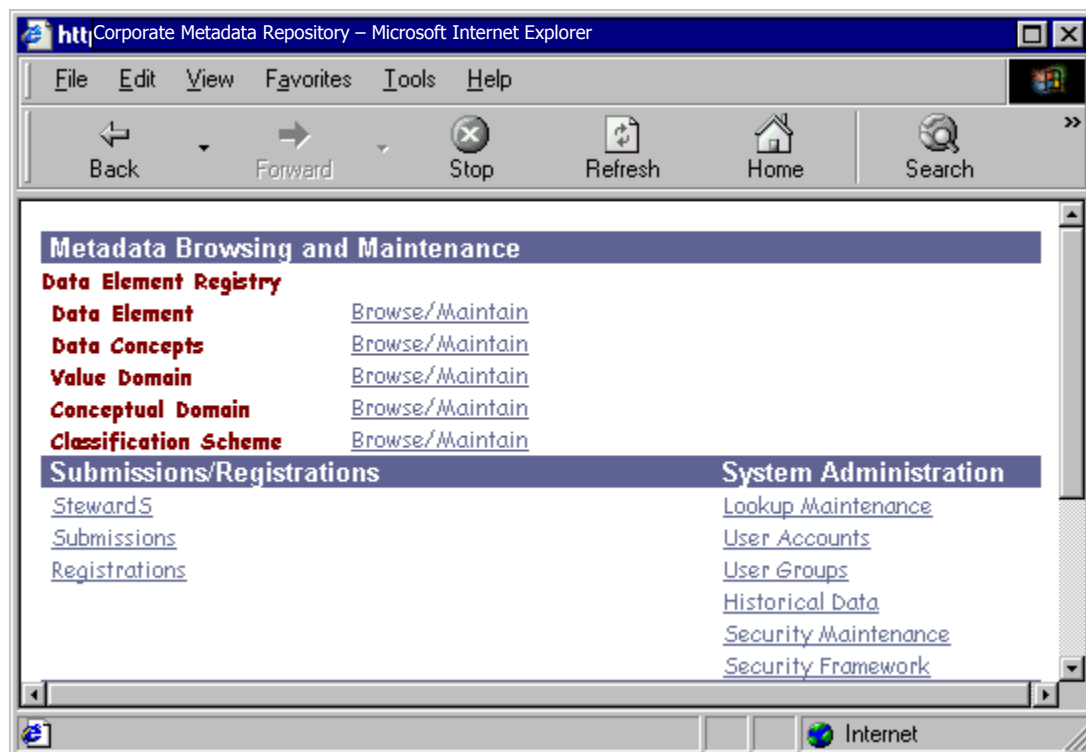 http Corporate Metadata Repository – Microsoft Internet Explorer
File Edit View Favorites Tools Help
Back Forward Stop Refresh Home Search »
Metadata Browsing and Maintenance
Data Element Registry
Data Element Browse/Maintain
Data Concepts Browse/Maintain
Value Domain Browse/Maintain
Conceptual Domain Browse/Maintain
Classification Scheme Browse/Maintain
Submissions/Registrations System Administration
StewardS Lookup Maintenance
Submissions User Accounts
Registrations User Groups
Historical Data
Security Maintenance
Security Framework
Internet